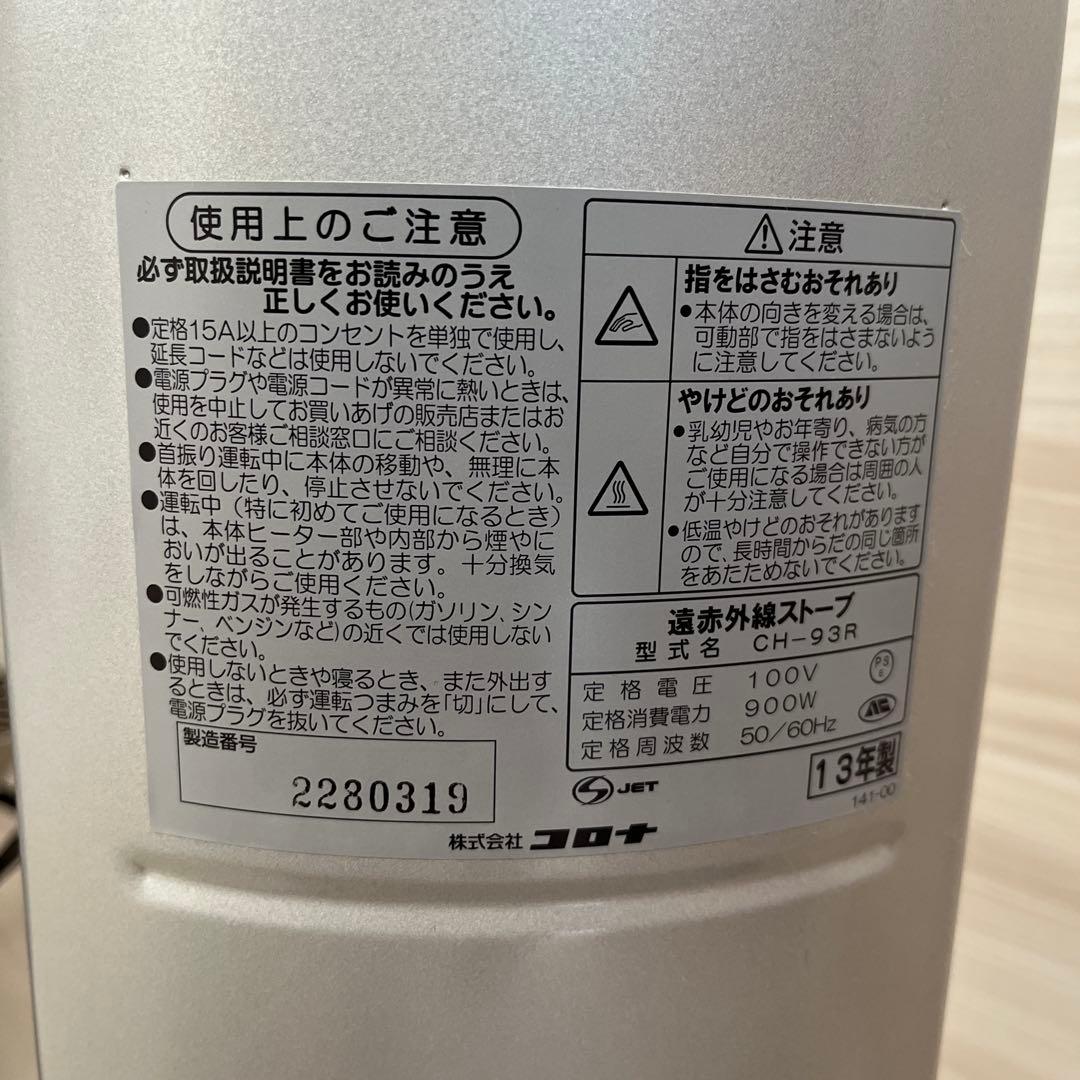 使用上のご注意
必ず取扱説明書をお読みのうえ
正しくお使いください。
●定格15A以上のコンセントを単独で使用し、
延長コードなどは使用しないでください。
●電源プラグや電源コードが異常に熱いときは、
使用を中止してお買いあげの販売店またはお
近くのお客様ご相談窓口にご相談ください。
●首振り運転中に本体の移動や、無理に本
体を回したり、停止させないでください。
●運転中(特に初めてご使用になるとき)
は、本体ヒーター部や内部から煙やに
おいが出ることがあります。十分換気
をしながらご使用ください。
●可燃性ガスが発生するもの(ガソリン、シン
ナー、ベンジンなど)の近くでは使用しない
でください。
●使用しないときや寝るとき、また外出す
るときは、必ず運転つまみを「切」にして、
電源プラグを抜いてください。
製造番号
2280319
⚠注意
指をはさむおそれあり
●本体の向きを変える場合は、
可動部で指をはさまないよう
に注意してください。
やけどのおそれあり
●乳幼児やお年寄り、病気の方
など自分で操作できない方が
ご使用になる場合は周囲の人
が十分注意してください。
●低温やけどのおそれがあります
ので、長時間からだの同じ箇所
をあたためないでください。
遠赤外線ストーブ
型式名 CH-93R
定格電圧 100V
定格消費電力 900W
定格周波数 50/60Hz
PS
E
JET
13年製
141-00
株式会社 コロナ